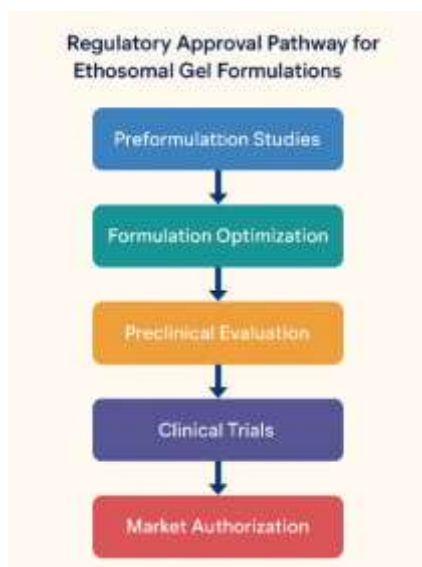 Regulatory Approval Pathway for
Ethosomal Gel Formulations
Preformulattion Studies
Formulation Optimization
Preclinical Evaluation
Clinical Trials
Market Authorization